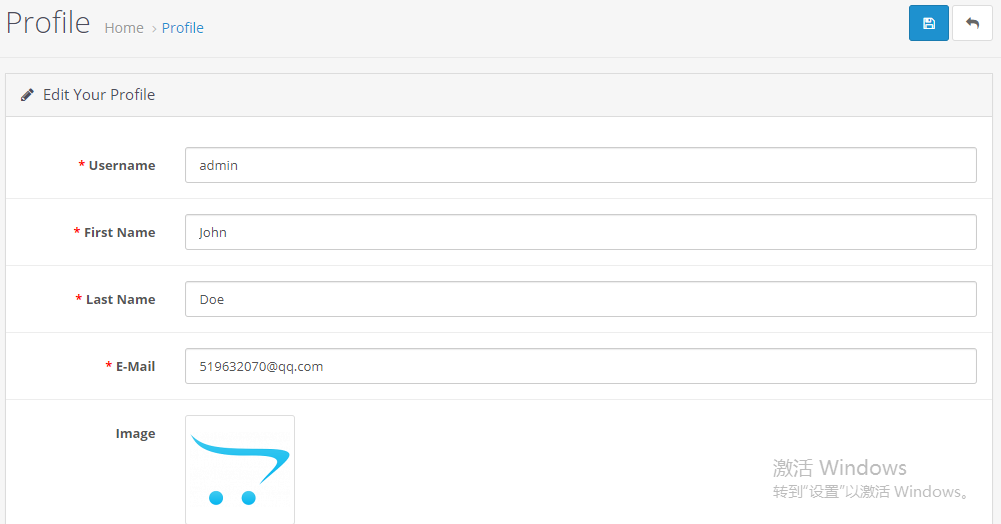 Profile Home › Profile
Edit Your Profile
* Username admin
* First Name John
* Last Name Doe
* E-Mail 519632070@qq.com
Image
激活 Windows
转到"设置"以激活 Windows。